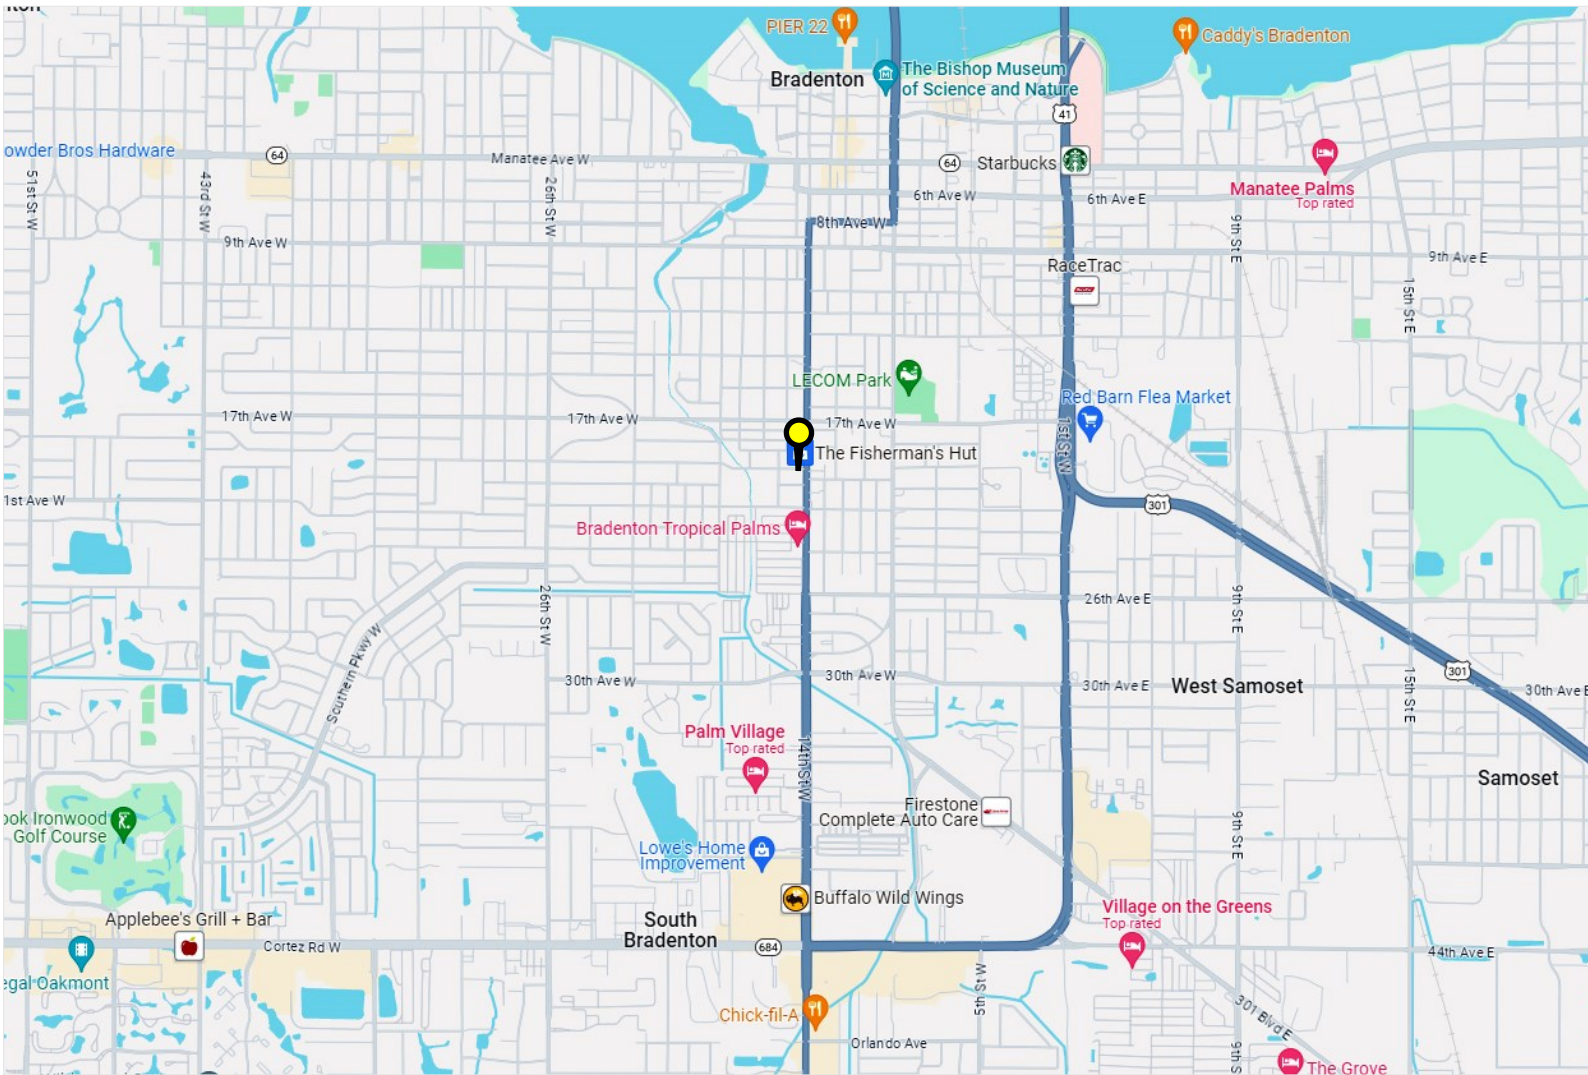 PIER 22
Caddy's Bradenton
Bradenton
The Bishop Museum
of Science and Nature
41
owder Bros Hardware
64
Manatee Ave W
64
Starbucks
51st St W
43rd St W
26th St W
6th Ave W
6th Ave E
Manatee Palms
Top rated
8th Ave W
9th St E
9th Ave W
9th Ave E
RaceTrac
15th St E
LECOM Park
Red Barn Flea Market
17th Ave W
17th Ave W
17th Ave W
1st St W
The Fisherman's Hut
1st Ave W
301
Bradenton Tropical Palms
26th St W
26th Ave E
9th St E
Southern Pkwy W
30th Ave W
30th Ave W
30th Ave E
West Samoset
15th St E
301
30th Ave E
Palm Village
Top rated
14th St W
Samoset
ook Ironwood
Golf Course
Firestone
Complete Auto Care
9th St E
Lowe's Home
Improvement
Buffalo Wild Wings
Applebee's Grill + Bar
South
Bradenton
684
Cortez Rd W
Village on the Greens
Top rated
44th Ave E
egal Oakmont
5th St W
Chick-fil-A
Orlando Ave
301 Blvd E
9th S
The Grove